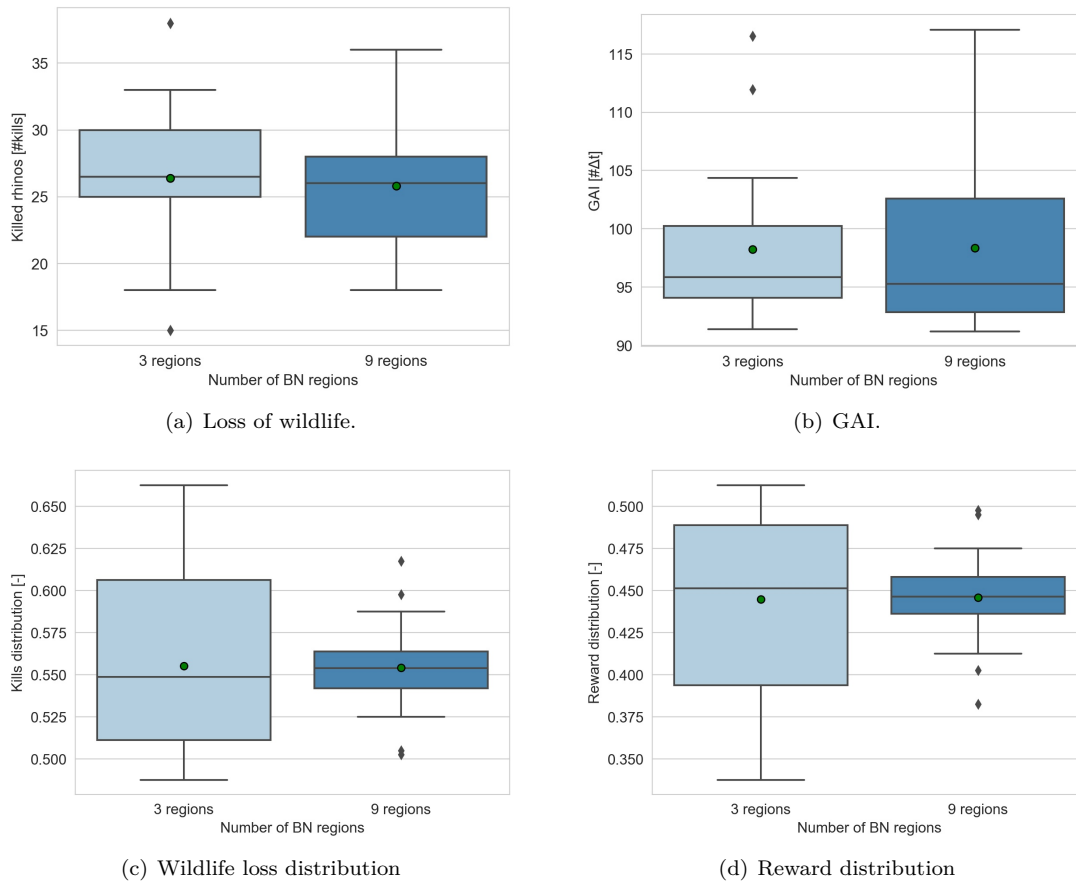 Killed rhinos [#kills]
35
30
25
20
15
3 regions
9 regions
Number of BN regions
(a) Loss of wildlife.
GAI [#Δt]
115
110
105
100
95
90
3 regions
9 regions
Number of BN regions
(b) GAI.
Kills distribution [-]
0.650
0.625
0.600
0.575
0.550
0.525
0.500
3 regions
9 regions
Number of BN regions
(c) Wildlife loss distribution
Reward distribution [-]
0.500
0.475
0.450
0.425
0.400
0.375
0.350
3 regions
9 regions
Number of BN regions
(d) Reward distribution